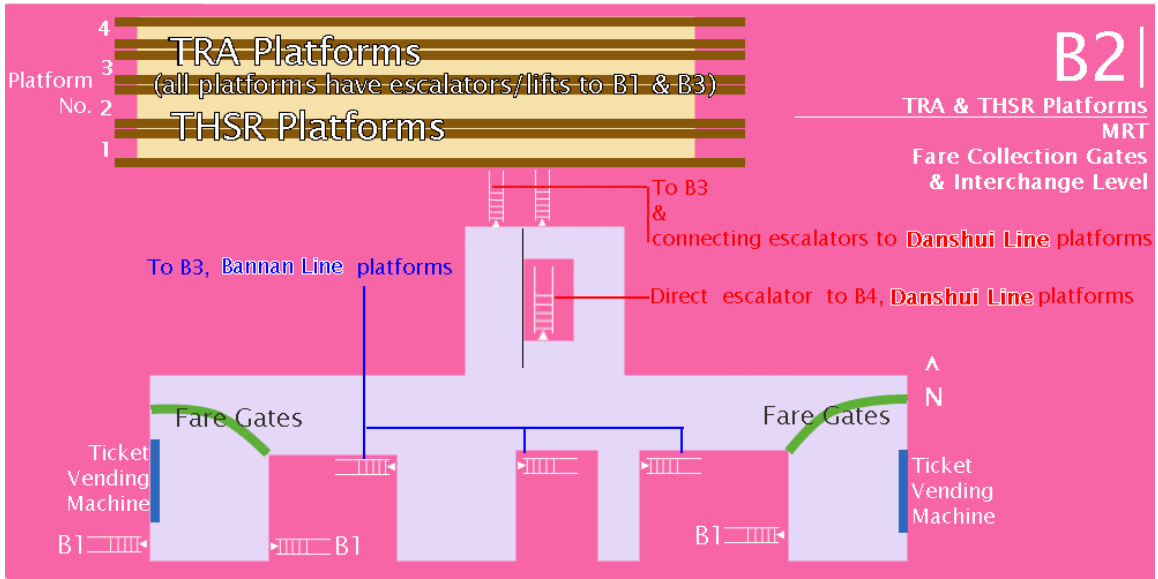 4
TRA Platforms
Platform
3
No.
(all platforms have escalators/lifts to B1 & B3)
2
THSR Platforms
1
B2
TRA & THSR Platforms
MRT
Fare Collection Gates
& Interchange Level
To B3
&
connecting escalators to Danshui Line platforms
To B3, Bannan Line platforms
Direct escalator to B4, Danshui Line platforms
^
N
Fare Gates
Fare Gates
Ticket
Vending
Machine
Ticket
Vending
Machine
B1
B1
B1